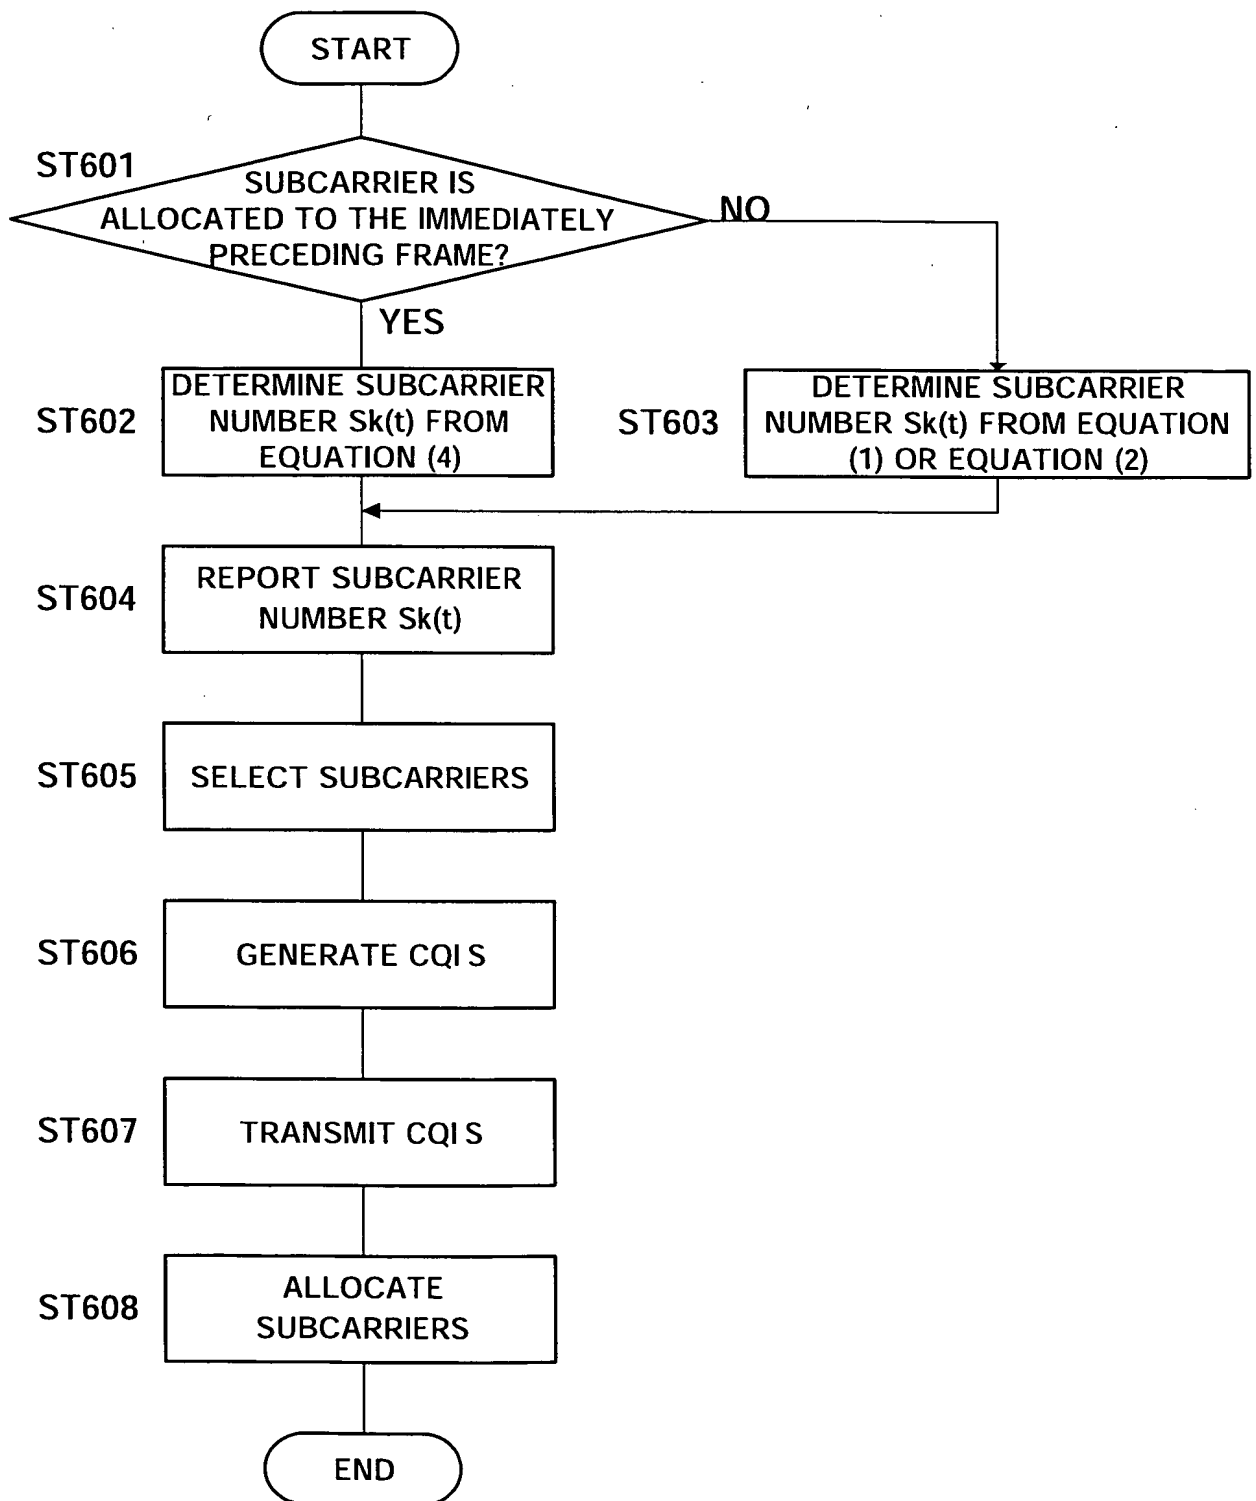 START
ST601
SUBCARRIER IS
ALLOCATED TO THE IMMEDIATELY
PRECEDING FRAME?
NO
YES
ST602
DETERMINE SUBCARRIER
NUMBER Sk(t) FROM
EQUATION (4)
ST603
DETERMINE SUBCARRIER
NUMBER Sk(t) FROM EQUATION
(1) OR EQUATION (2)
ST604
REPORT SUBCARRIER
NUMBER Sk(t)
ST605
SELECT SUBCARRIERS
ST606
GENERATE CQI S
ST607
TRANSMIT CQI S
ST608
ALLOCATE
SUBCARRIERS
END